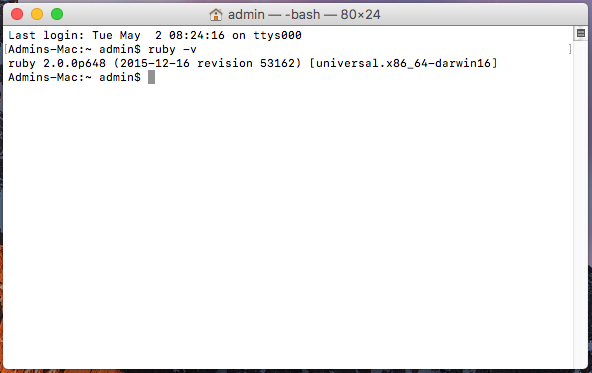 admin — -bash — 80×24
Last login: Tue May  2 08:24:16 on ttys000
[Admins-Mac:~ admin$ ruby -v ]
ruby 2.0.0p648 (2015-12-16 revision 53162) [universal.x86_64-darwin16]
Admins-Mac:~ admin$